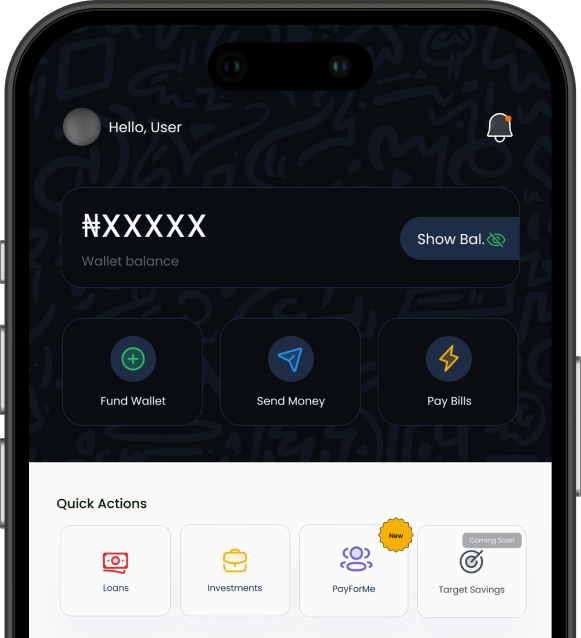 Hello, User
₦XXXXX
Show Bal.
Wallet balance
Fund Wallet
Send Money
Pay Bills
Quick Actions
New
Coming Soon
Loans
Investments
PayForMe
Target Savings